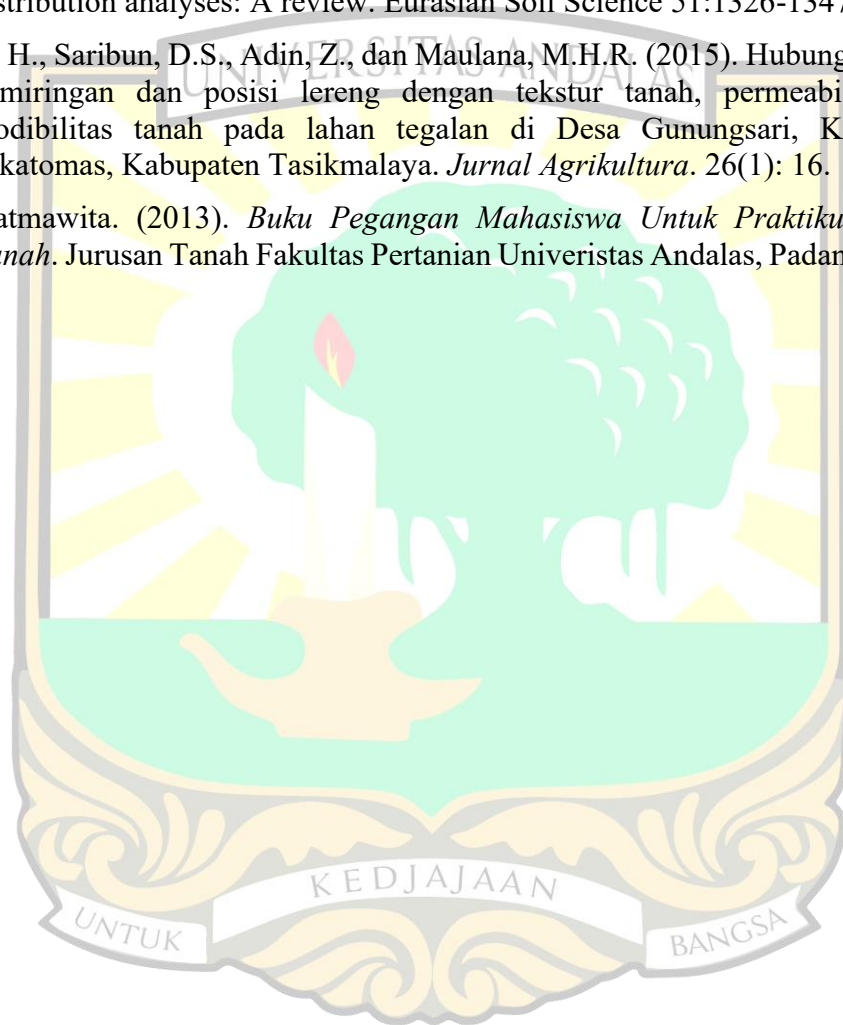 stribution analyses: A review. Eurasian Soil Science 51:1326-1347
H., Saribun, D.S., Adin, Z., dan Maulana, M.H.R. (2015). Hubung
miringan dan posisi lereng dengan tekstur tanah, permeabi
odibilitas tanah pada lahan tegalan di Desa Gunungsari, K
katomas, Kabupaten Tasikmalaya. Jurnal Agrikultura. 26(1): 16.
atmawita. (2013). Buku Pegangan Mahasiswa Untuk Praktiku
nah. Jurusan Tanah Fakultas Pertanian Univeristas Andalas, Padan
UNIVERSITAS ANDALAS
UNTUK KEDJAJAAN BANGSA